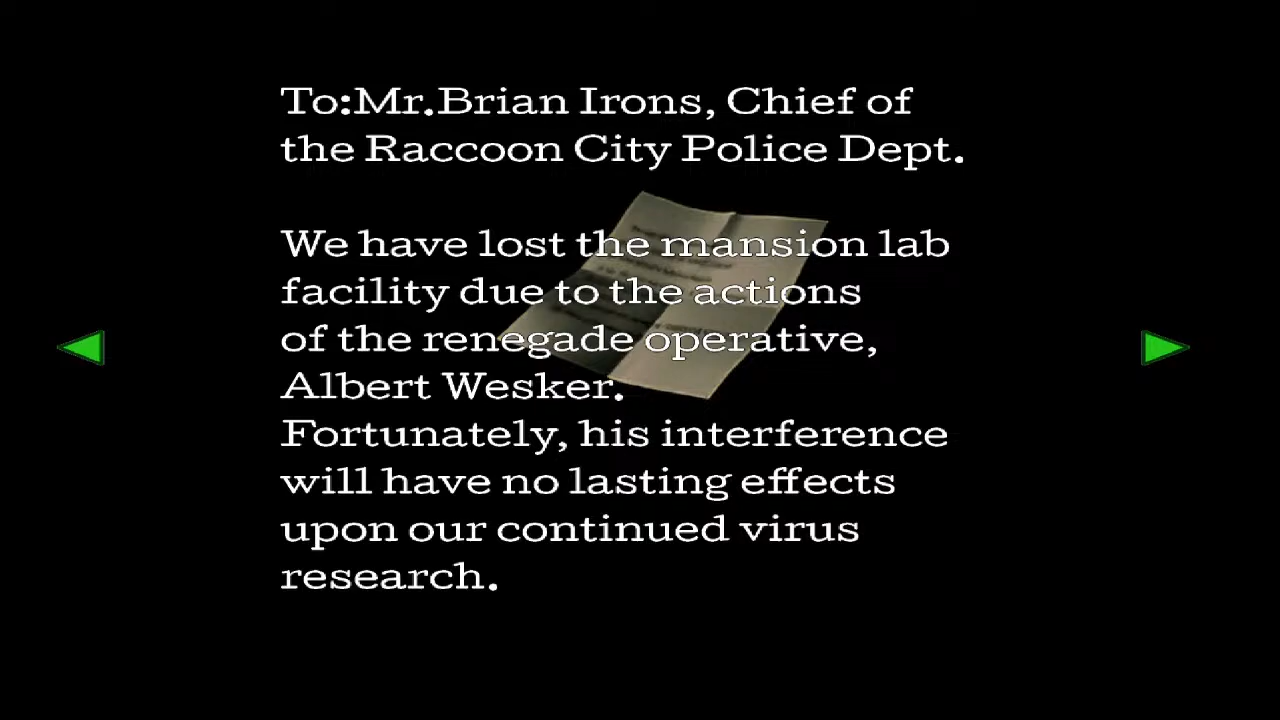 To:Mr.Brian Irons, Chief of
the Raccoon City Police Dept.
We have lost the mansion lab
facility due to the actions
of the renegade operative,
Albert Wesker.
Fortunately, his interference
will have no lasting effects
upon our continued virus
research.